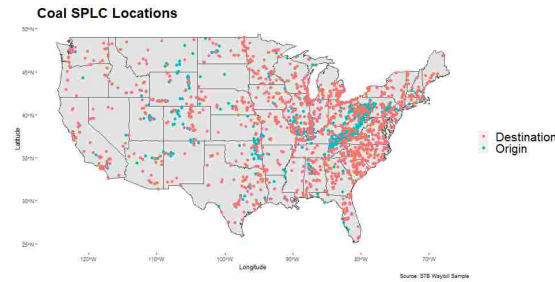 Coal SPLC Locations
50°N
45°N
40°N
35°N
30°N
25°N
Latitude
120°W
110°W
100°W
90°W
80°W
70°W
Longitude
Destination
Origin
Source: STB Waybill Sample